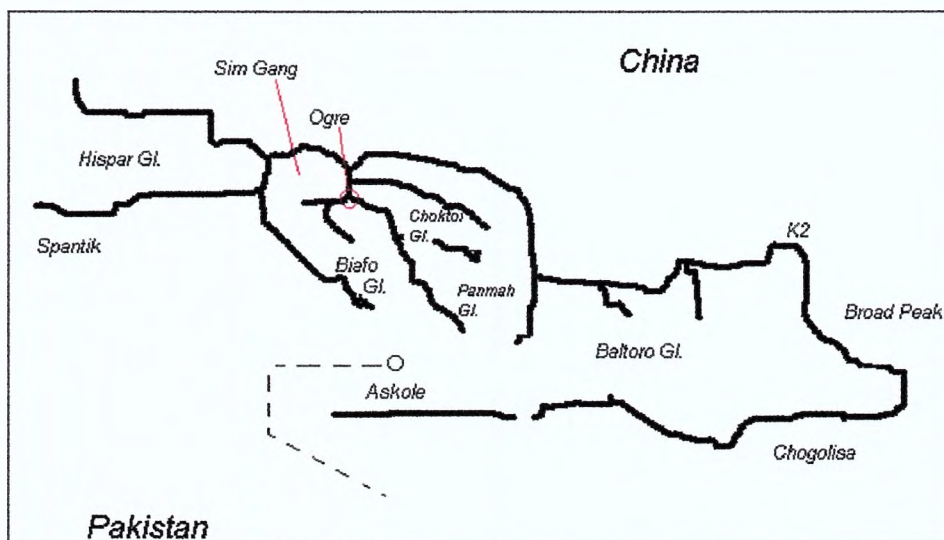 China
Sim Gang
Ogre
Hispar Gl.
Choktoi
Gl.
K2
Spantik
Biafo
Gl.
Panmah
Gl.
Broad Peak
Baltoro Gl.
Askole
Chogolisa
Pakistan